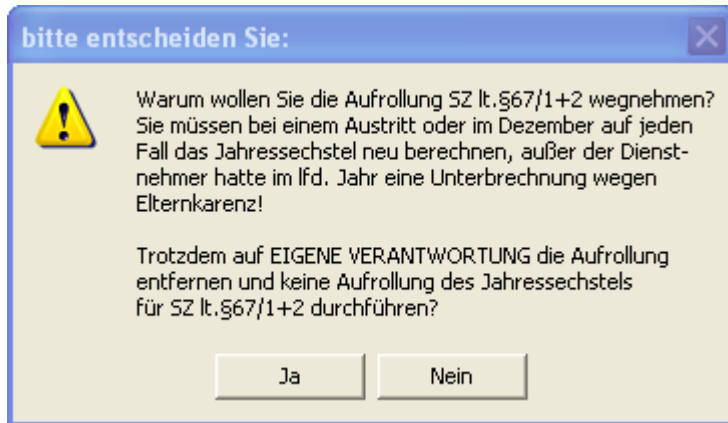 bitte entscheiden Sie:
Warum wollen Sie die Aufrollung SZ lt.§67/1+2 wegnehmen?
Sie müssen bei einem Austritt oder im Dezember auf jeden
Fall das Jahressechstel neu berechnen, außer der Dienst-
nehmer hatte im lfd. Jahr eine Unterbrechnung wegen
Elternkarenz!
Trotzdem auf EIGENE VERANTWORTUNG die Aufrollung
entfernen und keine Aufrollung des Jahressechstels
für SZ lt.§67/1+2 durchführen?
Ja
Nein